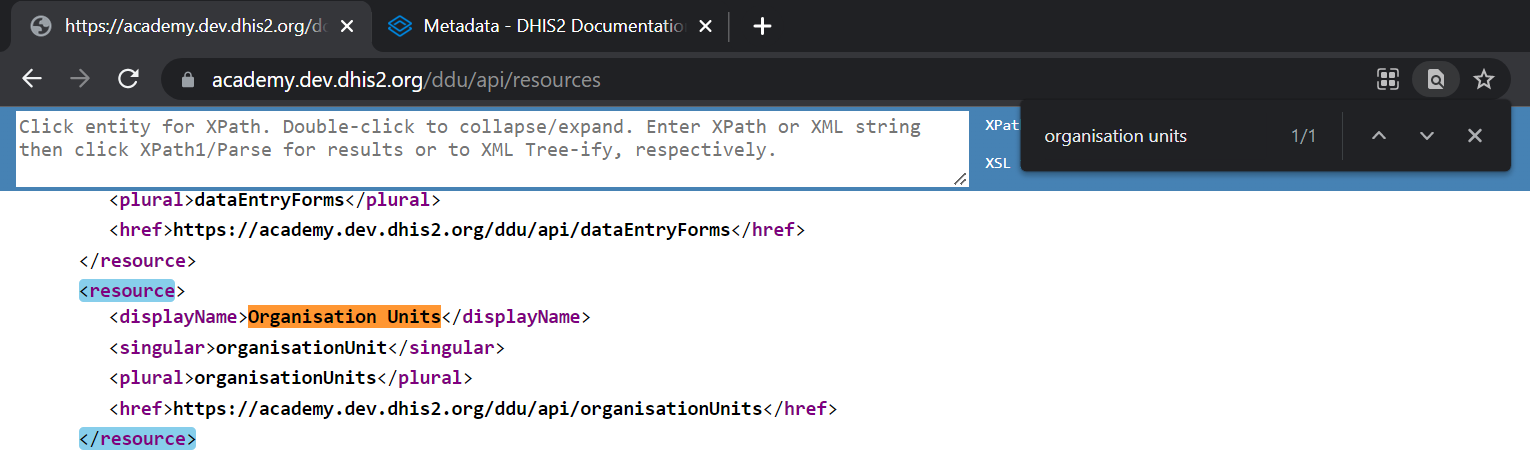 https://academy.dev.dhis2.org/dd
Metadata - DHIS2 Documentation
academy.dev.dhis2.org/ddu/api/resources
Click entity for XPath. Double-click to collapse/expand. Enter XPath or XML string
then click XPath1/Parse for results or to XML Tree-ify, respectively.
XPat
XSL
organisation units 1/1
<plural>dataEntryForms</plural>
<href>https://academy.dev.dhis2.org/ddu/api/dataEntryForms</href>
</resource>
<resource>
<displayName>Organisation Units</displayName>
<singular>organisationUnit</singular>
<plural>organisationUnits</plural>
<href>https://academy.dev.dhis2.org/ddu/api/organisationUnits</href>
</resource>